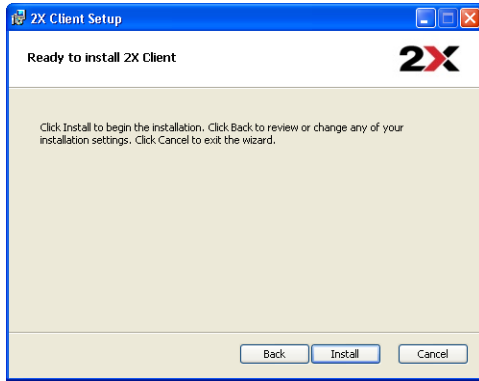 2X Client Setup
Ready to install 2X Client
2X
Click Install to begin the installation. Click Back to review or change any of your
installation settings. Click Cancel to exit the wizard.
Back
Install
Cancel